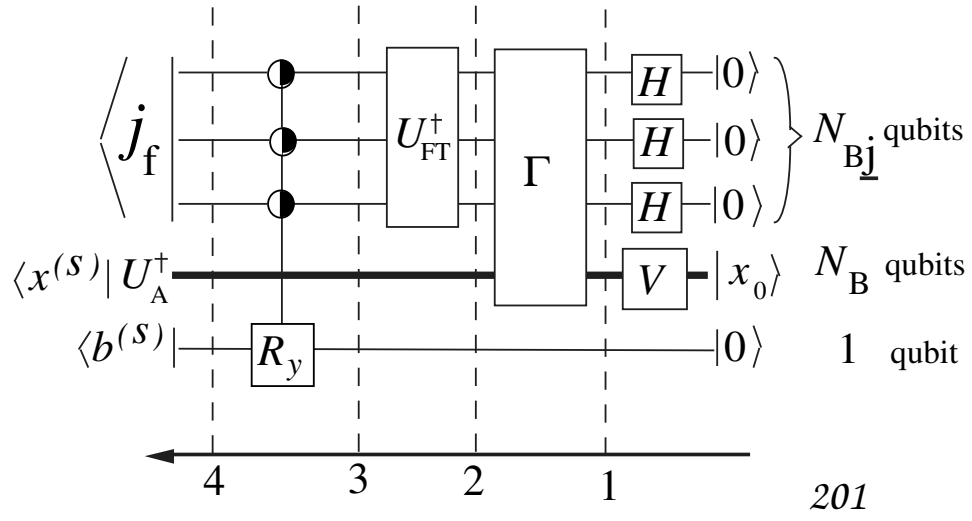 H |0⟩
j_f U†_FT Γ H |0⟩ N_Bj qubits
H |0⟩
⟨x^(s)| U†_A V |x_0⟩ N_B qubits
⟨b^(s)| R_y |0⟩ 1 qubit
4 3 2 1
201